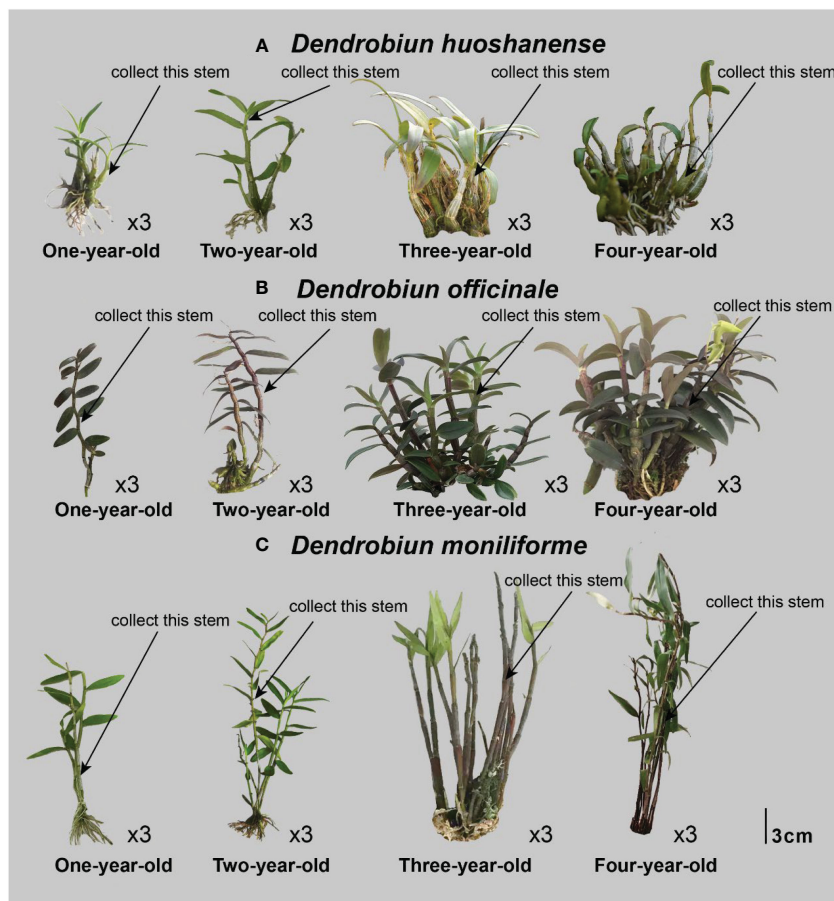 A Dendrobiun huoshanense
collect this stem
collect this stem
collect this stem
collect this stem
x3
x3
x3
x3
One-year-old
Two-year-old
Three-year-old
Four-year-old
B Dendrobiun officinale
collect this stem
collect this stem
collect this stem
collect this stem
x3
x3
x3
x3
One-year-old
Two-year-old
Three-year-old
Four-year-old
C Dendrobiun moniliforme
collect this stem
collect this stem
collect this stem
collect this stem
x3
x3
x3
x3
3cm
One-year-old
Two-year-old
Three-year-old
Four-year-old